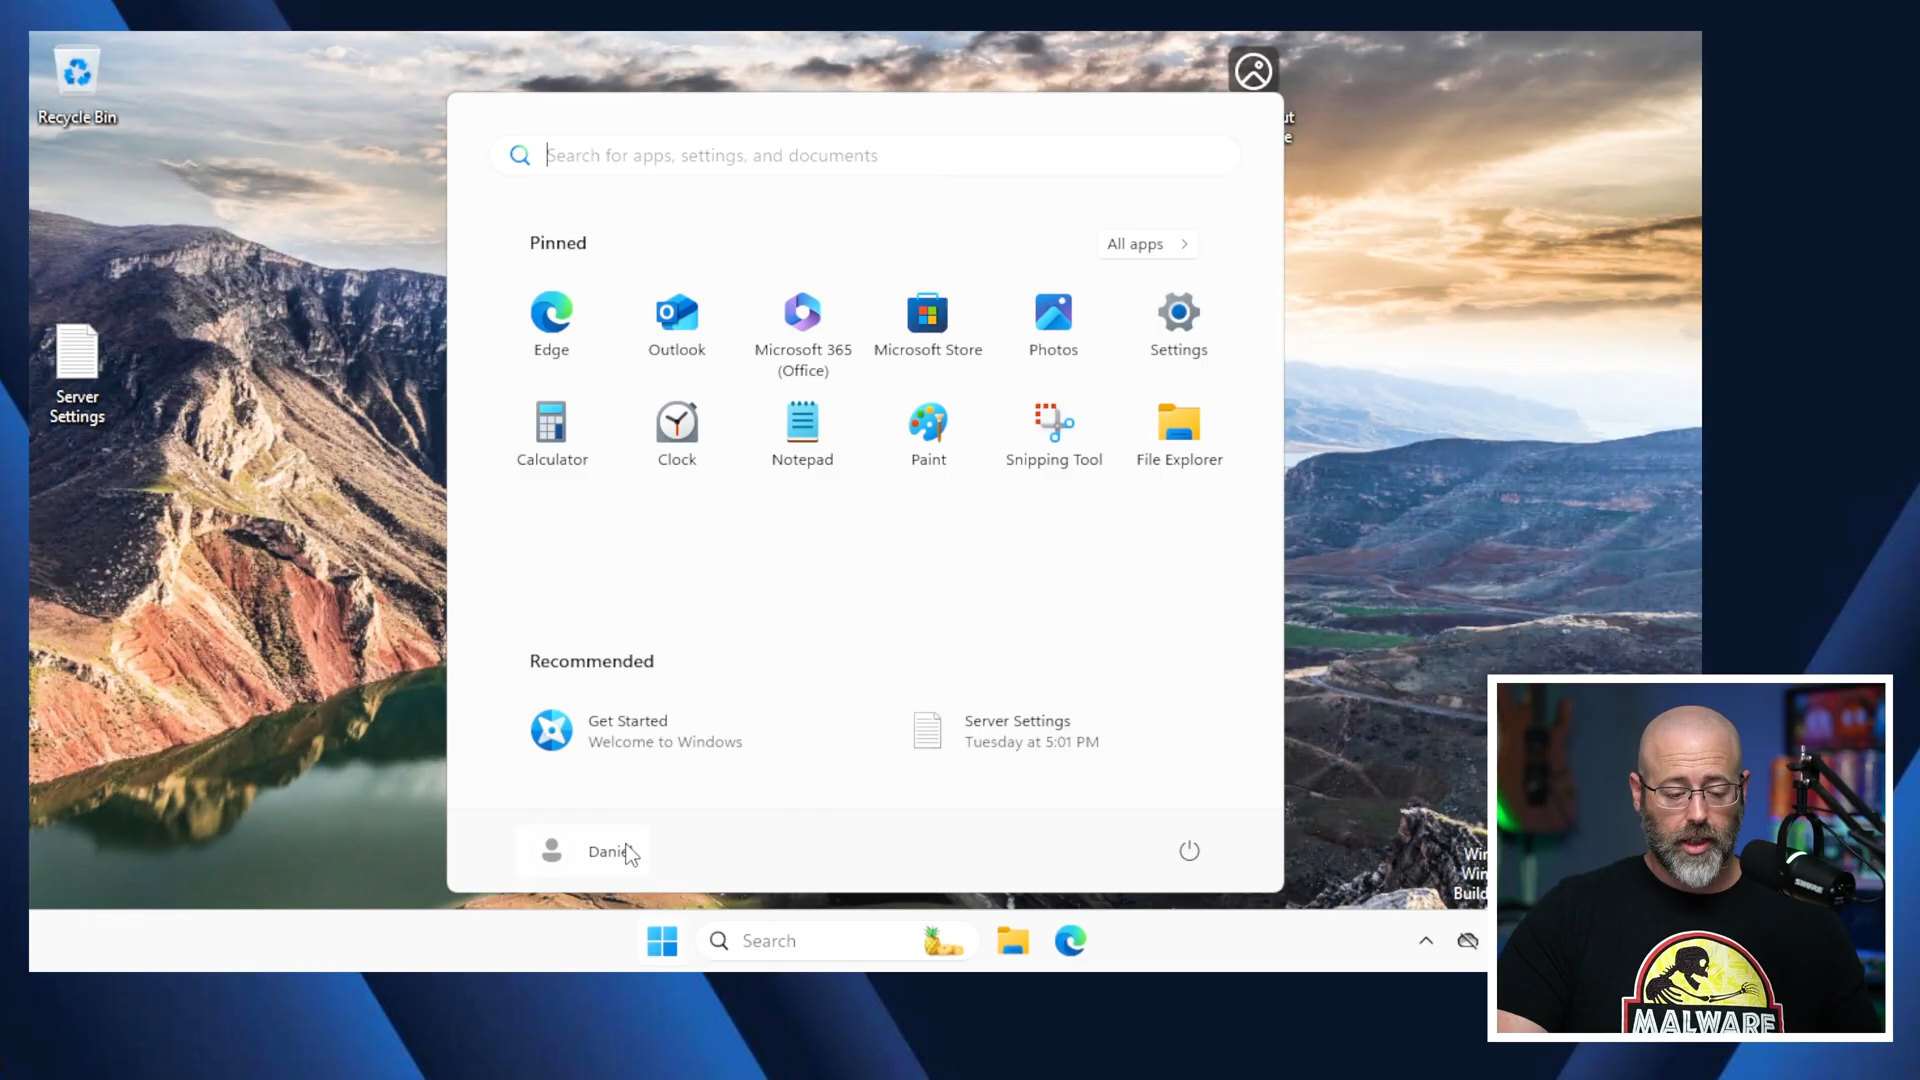 Recycle Bin
Search for apps, settings, and documents
Pinned
All apps
Edge
Outlook
Microsoft 365
(Office)
Microsoft Store
Photos
Settings
Server
Settings
Calculator
Clock
Notepad
Paint
Snipping Tool
File Explorer
Recommended
Get Started
Welcome to Windows
Server Settings
Tuesday at 5:01 PM
Build
Search
SHURE
MALWARE